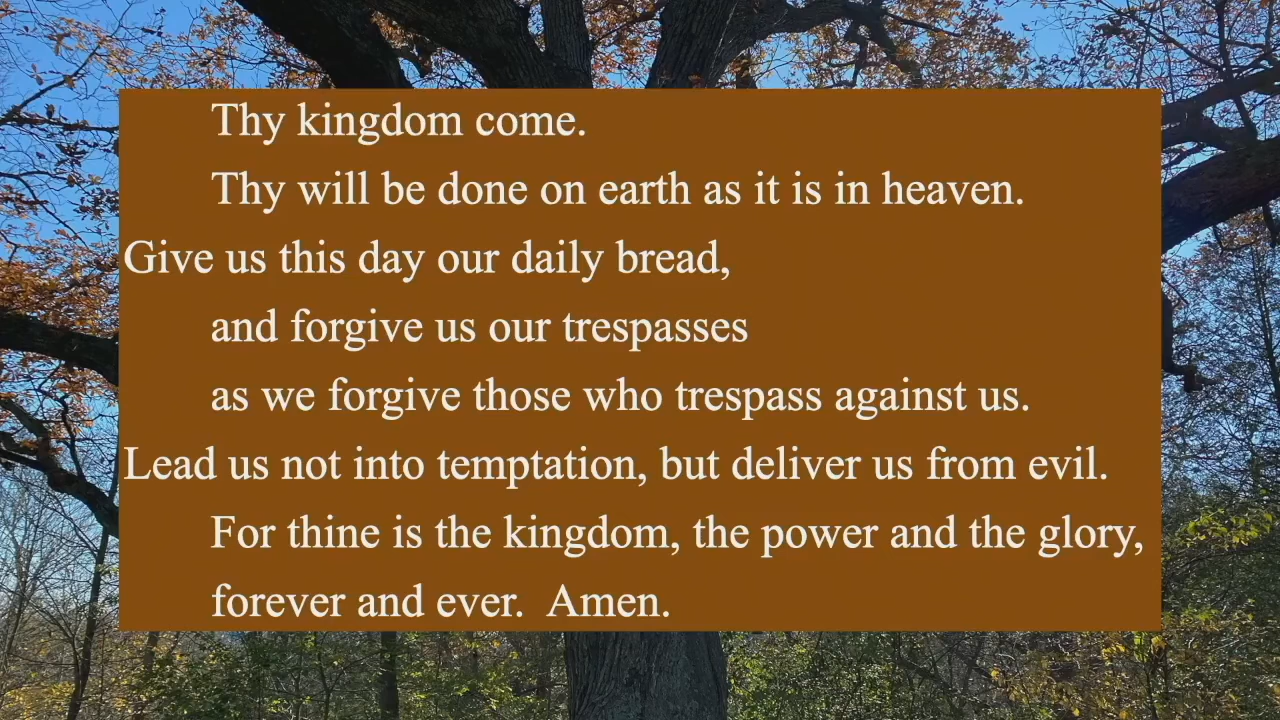 Thy kingdom come.
Thy will be done on earth as it is in heaven.
Give us this day our daily bread,
and forgive us our trespasses
as we forgive those who trespass against us.
Lead us not into temptation, but deliver us from evil.
For thine is the kingdom, the power and the glory,
forever and ever.  Amen.